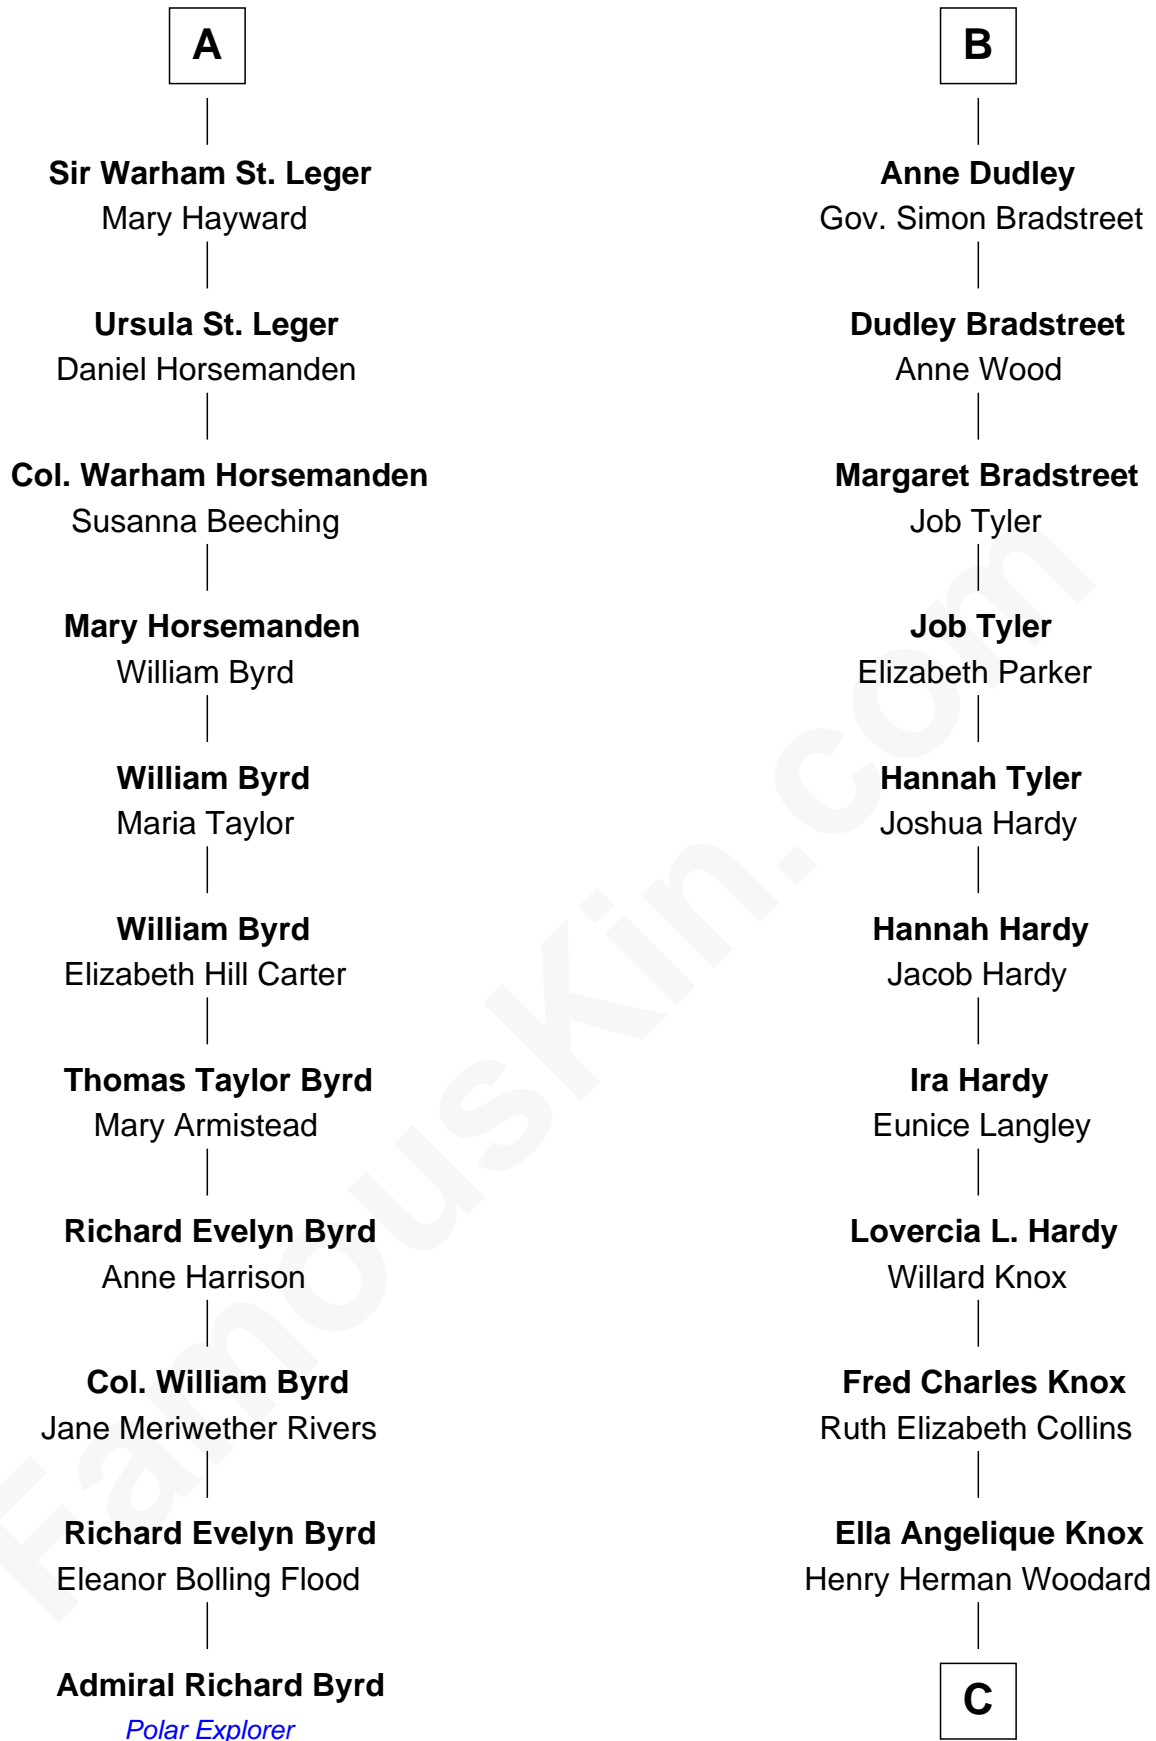 A
Sir Warham St. Leger
Mary Hayward
Ursula St. Leger
Daniel Horsemanden
Col. Warham Horsemanden
Susanna Beeching
Mary Horsemanden
William Byrd
William Byrd
Maria Taylor
William Byrd
Elizabeth Hill Carter
Thomas Taylor Byrd
Mary Armistead
Richard Evelyn Byrd
Anne Harrison
Col. William Byrd
Jane Meriwether Rivers
Richard Evelyn Byrd
Eleanor Bolling Flood
Admiral Richard Byrd
Polar Explorer
B
Anne Dudley
Gov. Simon Bradstreet
Dudley Bradstreet
Anne Wood
Margaret Bradstreet
Job Tyler
Job Tyler
Elizabeth Parker
Hannah Tyler
Joshua Hardy
Hannah Hardy
Jacob Hardy
Ira Hardy
Eunice Langley
Lovercia L. Hardy
Willard Knox
Fred Charles Knox
Ruth Elizabeth Collins
Ella Angelique Knox
Henry Herman Woodard
C
FamousKin.com